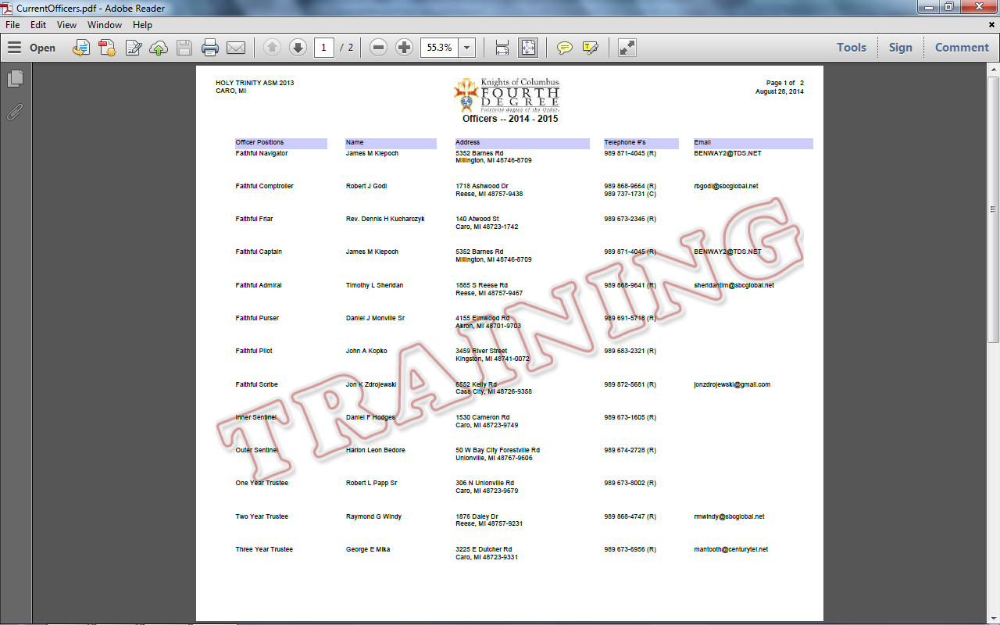 CurrentOfficers.pdf - Adobe Reader
File Edit View Window Help
Open 1 / 2 55.3% Tools Sign Comment
HOLY TRINITY ASM 2013
CARO, MI
Knights of Columbus
FOURTH
DEGREE
Patriotic degree of the Order
Officers -- 2014 - 2015
Page 1 of 2
August 28, 2014
Officer Positions Name Address Telephone #'s Email
Faithful Navigator James M Klepoch 5352 Barnes Rd 989 871-4045 (R) BENWAY2@TDS.NET
Millington, MI 48746-8709
Faithful Comptroller Robert J Godi 1718 Ashwood Dr 989 868-9664 (R) rbgodi@sbcglobal.net
Reese, MI 48757-9438 989 737-1731 (C)
Faithful Friar Rev. Dennis H Kucharczyk 140 Atwood St 989 673-2346 (R)
Caro, MI 48723-1742
Faithful Captain James M Klepoch 5352 Barnes Rd 989 871-4045 (R) BENWAY2@TDS.NET
Millington, MI 48746-8709
Faithful Admiral Timothy L Sheridan 1885 S Reese Rd 989 868-9641 (R) sheridantim@sbcglobal.net
Reese, MI 48757-9467
Faithful Purser Daniel J Monville Sr 4155 Elmwood Rd 989 691-5718 (R)
Akron, MI 48701-9703
Faithful Pilot John A Kopko 3459 River Street 989 683-2321 (R)
Kingston, MI 48741-0072
Faithful Scribe Jon K Zdrojewski 6552 Kelly Rd 989 872-5681 (R) jonzdrojewski@gmail.com
Cass City, MI 48726-9358
Inner Sentinel Daniel F Hodges 1530 Cameron Rd 989 673-1605 (R)
Caro, MI 48723-9749
Outer Sentinel Harlon Leon Bedore 50 W Bay City Forestville Rd 989 674-2728 (R)
Unionville, MI 48767-9606
One Year Trustee Robert L Papp Sr 306 N Unionville Rd 989 673-8002 (R)
Caro, MI 48723-9679
Two Year Trustee Raymond G Windy 1876 Daley Dr 989 868-4747 (R) rmwindy@sbcglobal.net
Reese, MI 48757-9231
Three Year Trustee George E Mika 3225 E Dutcher Rd 989 673-6956 (R) mantooth@centurytel.net
Caro, MI 48723-9331
TRAINING